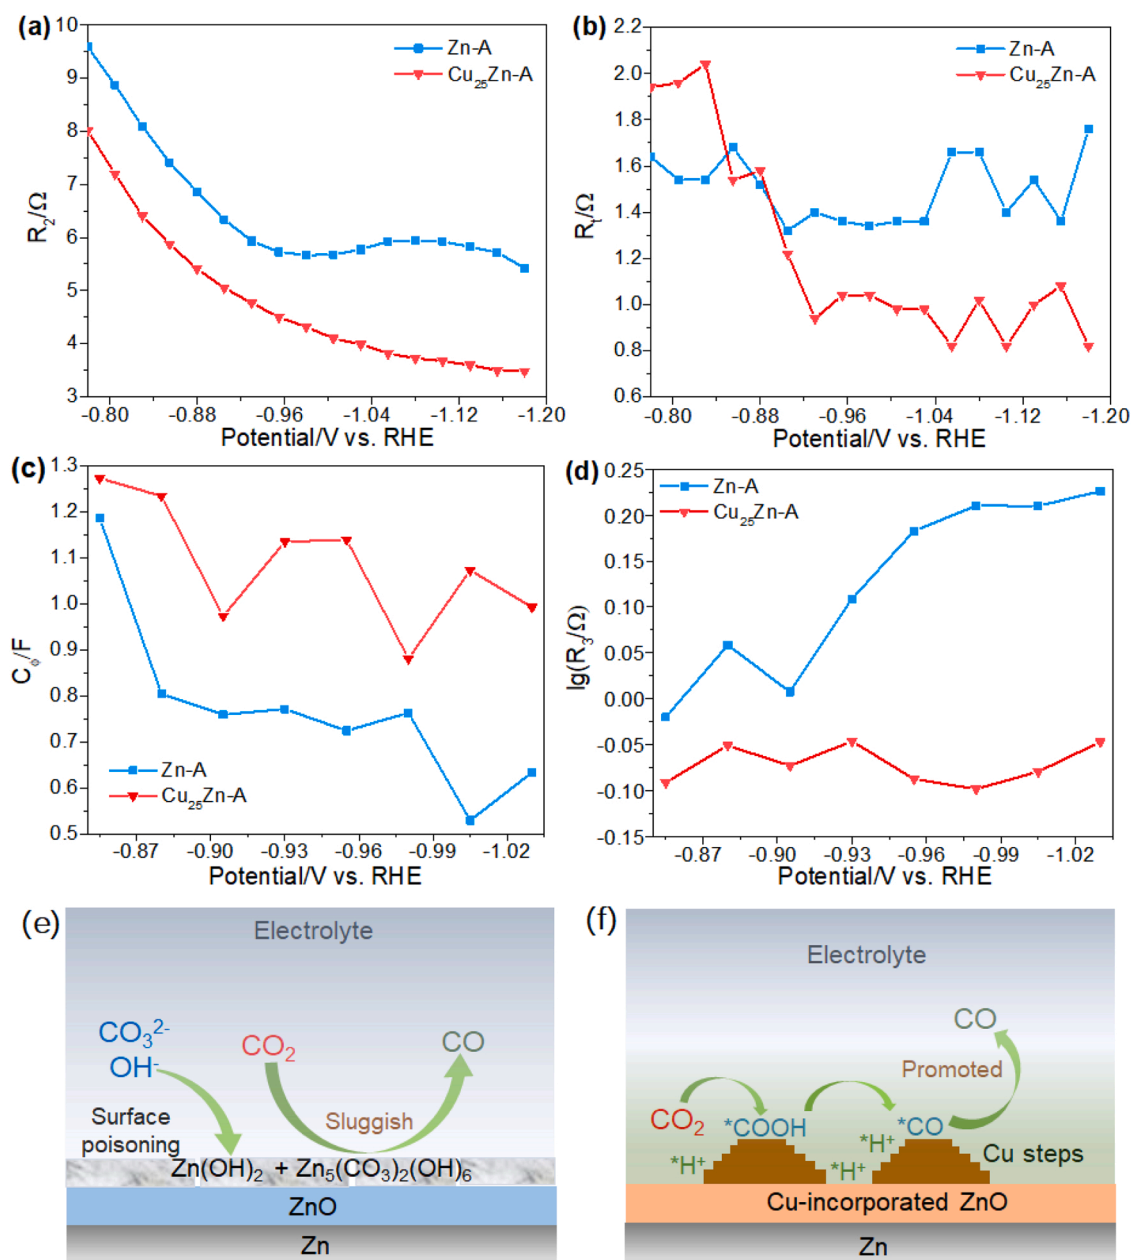 (a)
10
9
8
7
6
5
4
3
R₂/Ω
Zn-A
Cu₂₅Zn-A
-0.80 -0.88 -0.96 -1.04 -1.12 -1.20
Potential/V vs. RHE
(b)
2.2
2.0
1.8
1.6
1.4
1.2
1.0
0.8
0.6
Rₜ/Ω
Zn-A
Cu₂₅Zn-A
-0.80 -0.88 -0.96 -1.04 -1.12 -1.20
Potential/V vs. RHE
(c)
1.3
1.2
1.1
1.0
0.9
0.8
0.7
0.6
0.5
C_Φ/F
Zn-A
Cu₂₅Zn-A
-0.87 -0.90 -0.93 -0.96 -0.99 -1.02
Potential/V vs. RHE
(d)
0.25
0.20
0.15
0.10
0.05
0.00
-0.05
-0.10
-0.15
lg(R₃/Ω)
Zn-A
Cu₂₅Zn-A
-0.87 -0.90 -0.93 -0.96 -0.99 -1.02
Potential/V vs. RHE
(e)
Electrolyte
CO₃²⁻
OH⁻
CO₂
CO
Surface
poisoning
Sluggish
Zn(OH)₂ + Zn₅(CO₃)₂(OH)₆
ZnO
Zn
(f)
Electrolyte
CO
Promoted
CO₂
*COOH
*CO
*H⁺
*H⁺
*H⁺
Cu steps
Cu-incorporated ZnO
Zn